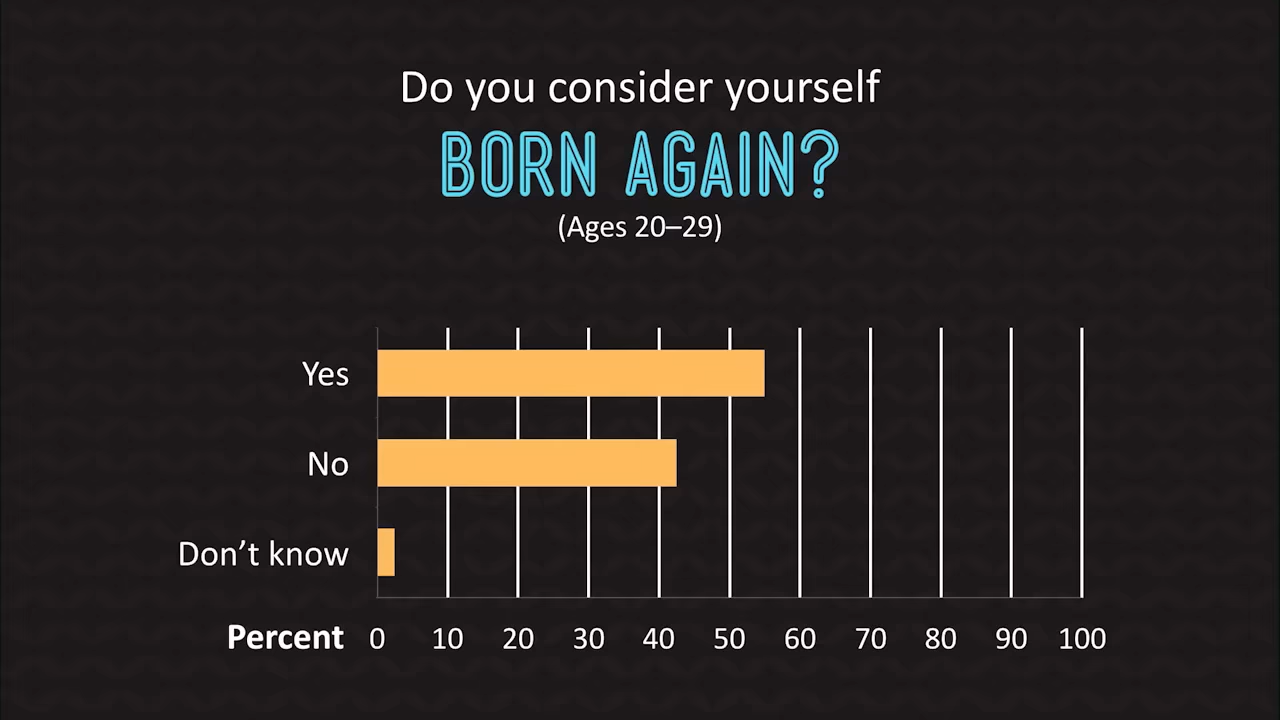 Do you consider yourself
BORN AGAIN?
(Ages 20–29)
Yes
No
Don’t know
Percent 0 10 20 30 40 50 60 70 80 90 100